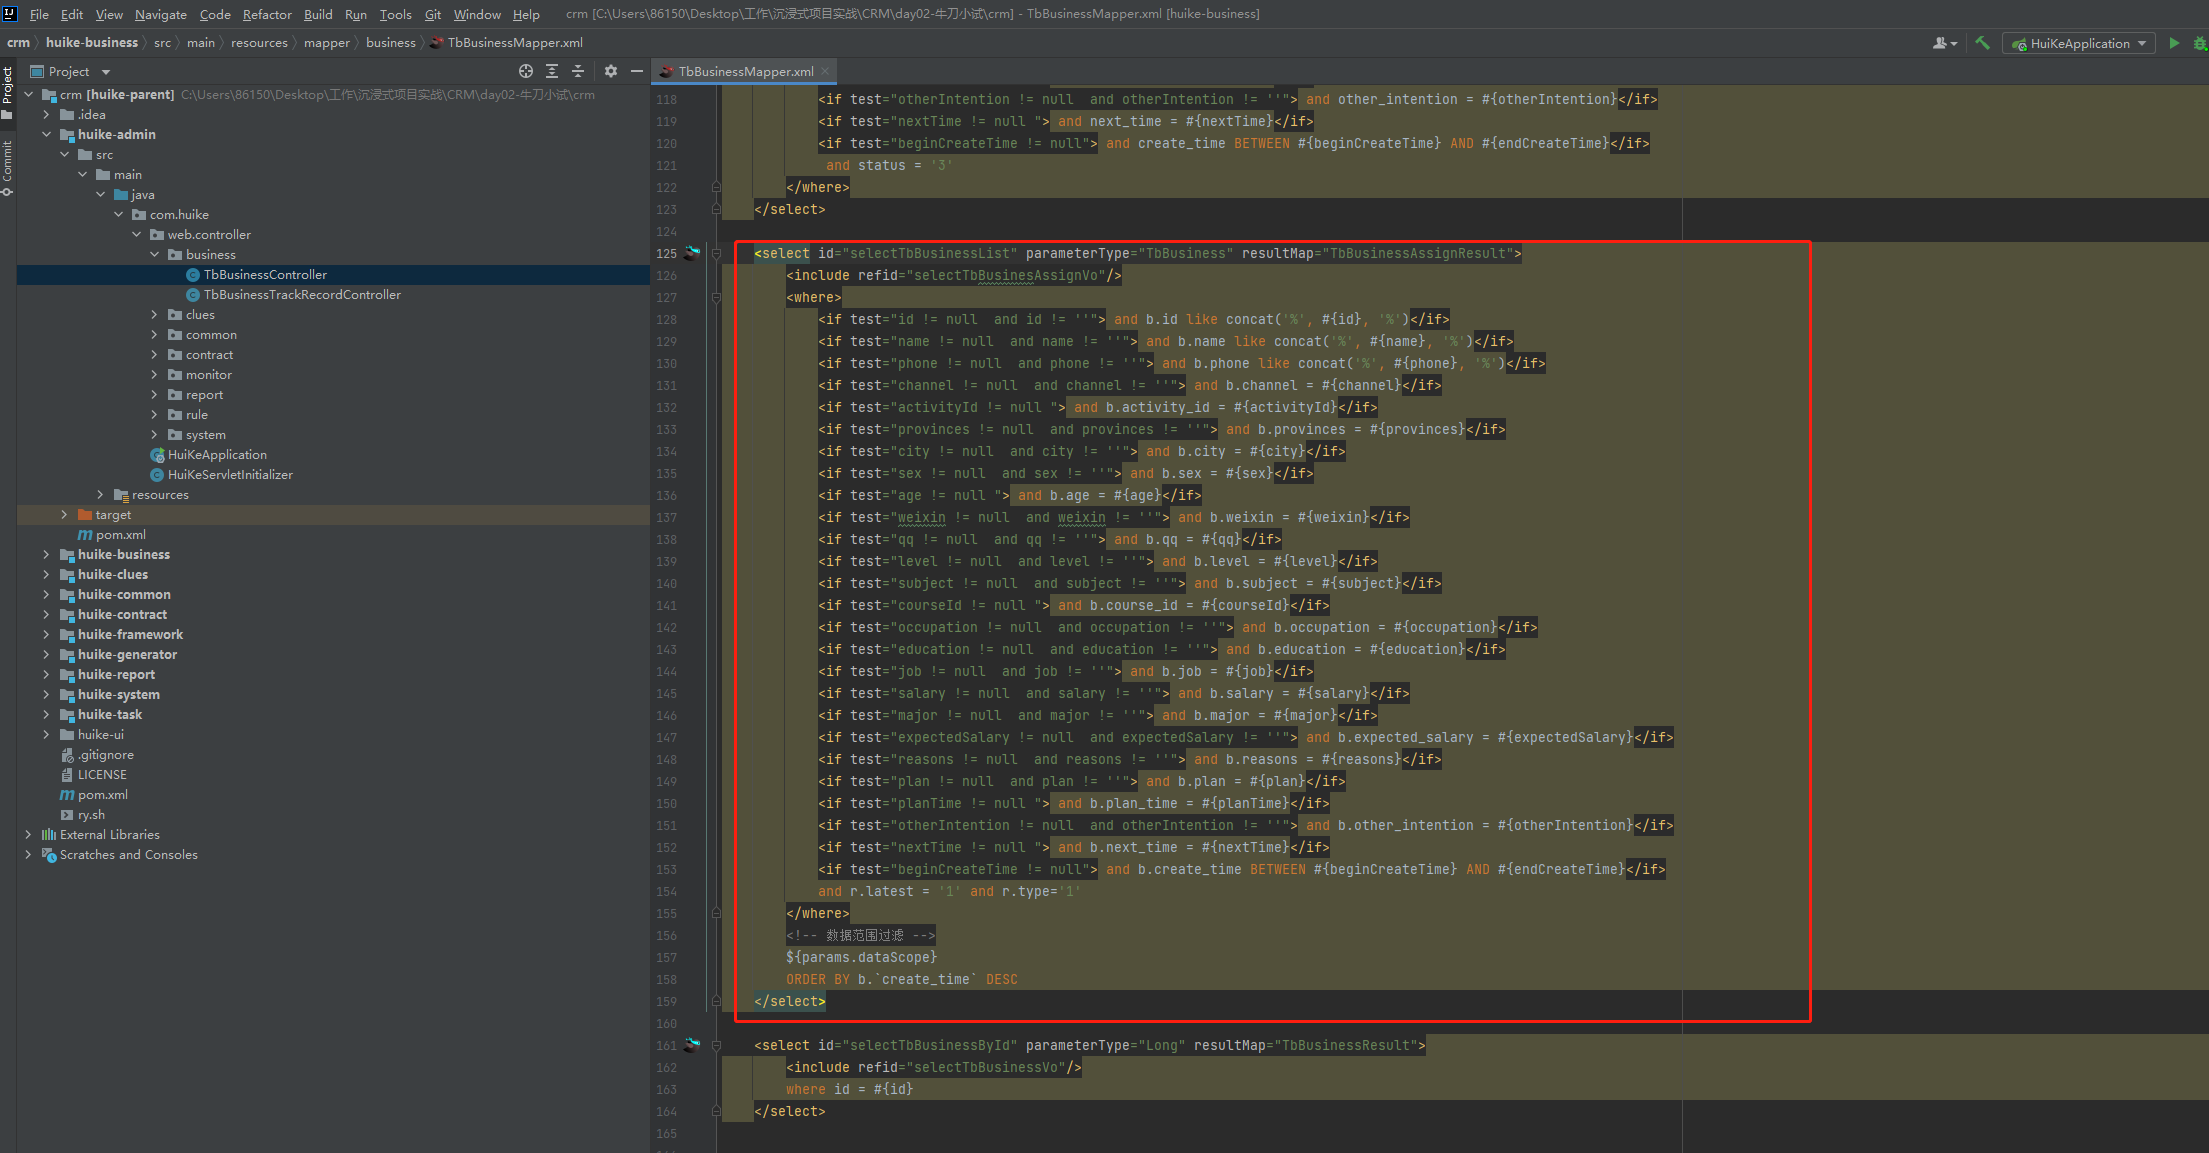 File Edit View Navigate Code Refactor Build Run Tools Git Window Help crm [C:\Users\86150\Desktop\工作\沉浸式项目实战\CRM\day02-牛刀小试\crm] - TbBusinessMapper.xml [huike-business]
crm huike-business src main resources mapper business TbBusinessMapper.xml HuiKeApplication
Project
Commit
Project
crm [huike-parent] C:\Users\86150\Desktop\工作\沉浸式项目实战\CRM\day02-牛刀小试\crm
.idea
huike-admin
src
main
java
com.huike
web.controller
business
TbBusinessController
TbBusinessTrackRecordController
clues
common
contract
monitor
report
rule
system
HuiKeApplication
HuiKeServletInitializer
resources
target
pom.xml
huike-business
huike-clues
huike-common
huike-contract
huike-framework
huike-generator
huike-report
huike-system
huike-task
huike-ui
.gitignore
LICENSE
pom.xml
ry.sh
External Libraries
Scratches and Consoles
TbBusinessMapper.xml
118 <if test="otherIntention != null  and otherIntention != ''"> and other_intention = #{otherIntention}</if>
119 <if test="nextTime != null "> and next_time = #{nextTime}</if>
120 <if test="beginCreateTime != null"> and create_time BETWEEN #{beginCreateTime} AND #{endCreateTime}</if>
121 and status = '3'
122 </where>
123 </select>
124
125 <select id="selectTbBusinessList" parameterType="TbBusiness" resultMap="TbBusinessAssignResult">
126 <include refid="selectTbBusinesAssignVo"/>
127 <where>
128 <if test="id != null  and id != ''"> and b.id like concat('%', #{id}, '%')</if>
129 <if test="name != null  and name != ''"> and b.name like concat('%', #{name}, '%')</if>
130 <if test="phone != null  and phone != ''"> and b.phone like concat('%', #{phone}, '%')</if>
131 <if test="channel != null  and channel != ''"> and b.channel = #{channel}</if>
132 <if test="activityId != null "> and b.activity_id = #{activityId}</if>
133 <if test="provinces != null  and provinces != ''"> and b.provinces = #{provinces}</if>
134 <if test="city != null  and city != ''"> and b.city = #{city}</if>
135 <if test="sex != null  and sex != ''"> and b.sex = #{sex}</if>
136 <if test="age != null "> and b.age = #{age}</if>
137 <if test="weixin != null  and weixin != ''"> and b.weixin = #{weixin}</if>
138 <if test="qq != null  and qq != ''"> and b.qq = #{qq}</if>
139 <if test="level != null  and level != ''"> and b.level = #{level}</if>
140 <if test="subject != null  and subject != ''"> and b.subject = #{subject}</if>
141 <if test="courseId != null "> and b.course_id = #{courseId}</if>
142 <if test="occupation != null  and occupation != ''"> and b.occupation = #{occupation}</if>
143 <if test="education != null  and education != ''"> and b.education = #{education}</if>
144 <if test="job != null  and job != ''"> and b.job = #{job}</if>
145 <if test="salary != null  and salary != ''"> and b.salary = #{salary}</if>
146 <if test="major != null  and major != ''"> and b.major = #{major}</if>
147 <if test="expectedSalary != null  and expectedSalary != ''"> and b.expected_salary = #{expectedSalary}</if>
148 <if test="reasons != null  and reasons != ''"> and b.reasons = #{reasons}</if>
149 <if test="plan != null  and plan != ''"> and b.plan = #{plan}</if>
150 <if test="planTime != null "> and b.plan_time = #{planTime}</if>
151 <if test="otherIntention != null  and otherIntention != ''"> and b.other_intention = #{otherIntention}</if>
152 <if test="nextTime != null "> and b.next_time = #{nextTime}</if>
153 <if test="beginCreateTime != null"> and b.create_time BETWEEN #{beginCreateTime} AND #{endCreateTime}</if>
154 and r.latest = '1' and r.type='1'
155 </where>
156 <!-- 数据范围过滤 -->
157 ${params.dataScope}
158 ORDER BY b.`create_time` DESC
159 </select>
160
161 <select id="selectTbBusinessById" parameterType="Long" resultMap="TbBusinessResult">
162 <include refid="selectTbBusinessVo"/>
163 where id = #{id}
164 </select>
165